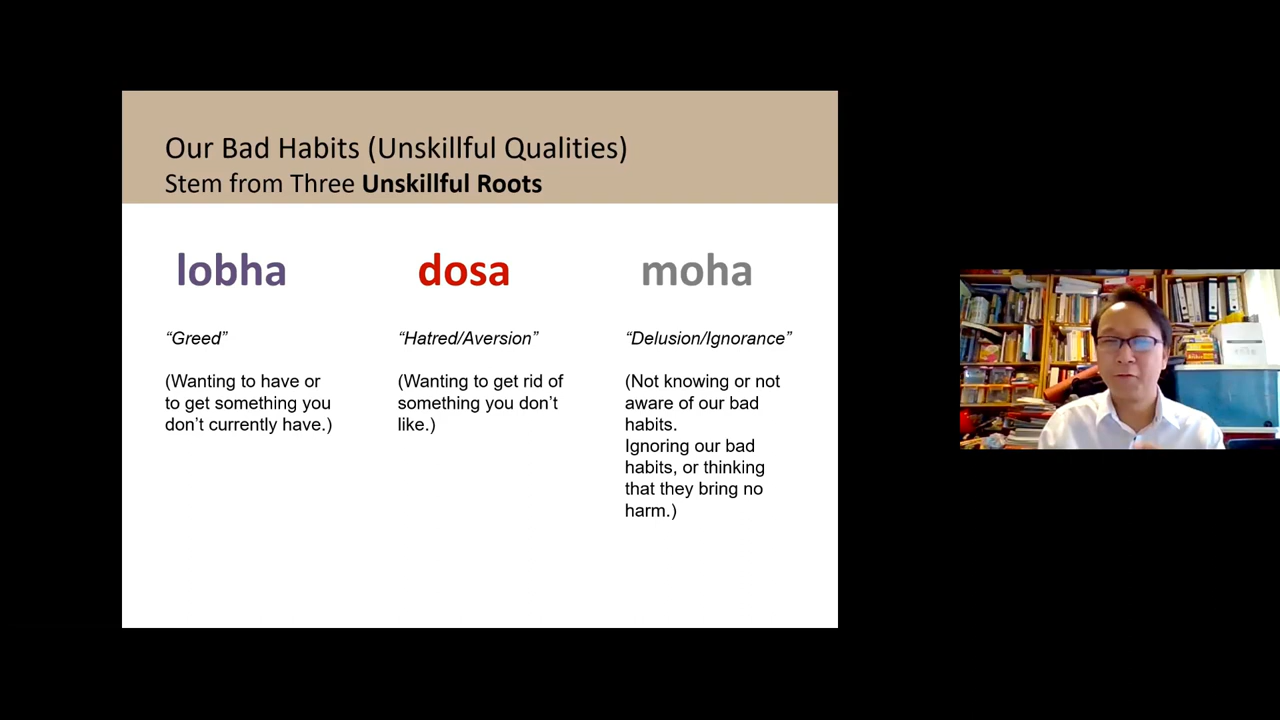 Our Bad Habits (Unskillful Qualities)
Stem from Three Unskillful Roots
lobha
dosa
moha
“Greed”
“Hatred/Aversion”
“Delusion/Ignorance”
(Wanting to have or
to get something you
don’t currently have.)
(Wanting to get rid of
something you don’t
like.)
(Not knowing or not
aware of our bad
habits.
Ignoring our bad
habits, or thinking
that they bring no
harm.)